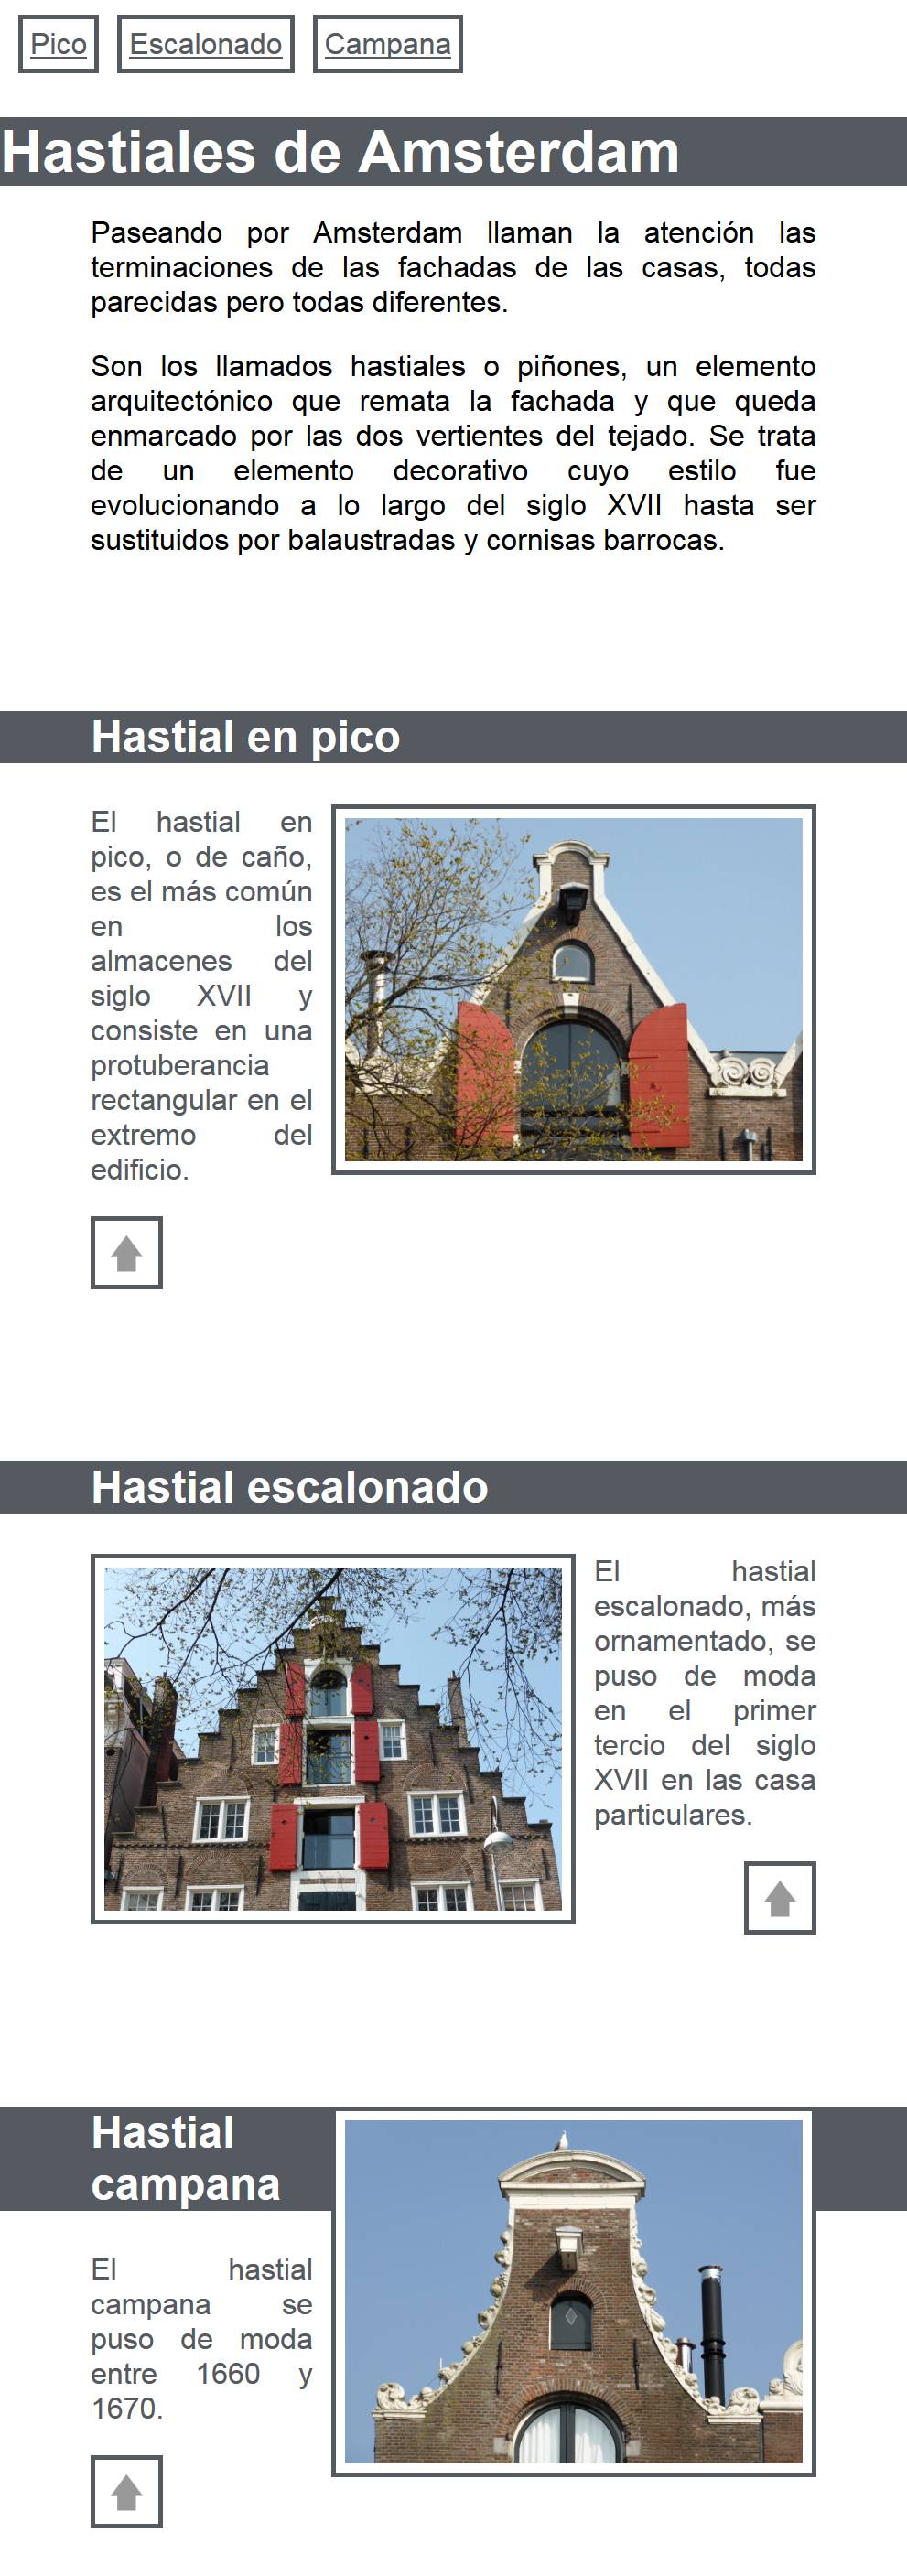 Pico Escalonado Campana
Hastiales de Amsterdam
Paseando por Amsterdam llaman la atención las
terminaciones de las fachadas de las casas, todas
parecidas pero todas diferentes.
Son los llamados hastiales o piñones, un elemento
arquitectónico que remata la fachada y que queda
enmarcado por las dos vertientes del tejado. Se trata
de un elemento decorativo cuyo estilo fue
evolucionando a lo largo del siglo XVII hasta ser
sustituidos por balaustradas y cornisas barrocas.
Hastial en pico
El hastial en
pico, o de caño,
es el más común
en los
almacenes del
siglo XVII y
consiste en una
protuberancia
rectangular en el
extremo del
edificio.
Hastial escalonado
El hastial
escalonado, más
ornamentado, se
puso de moda
en el primer
tercio del siglo
XVII en las casa
particulares.
Hastial
campana
El hastial
campana se
puso de moda
entre 1660 y
1670.